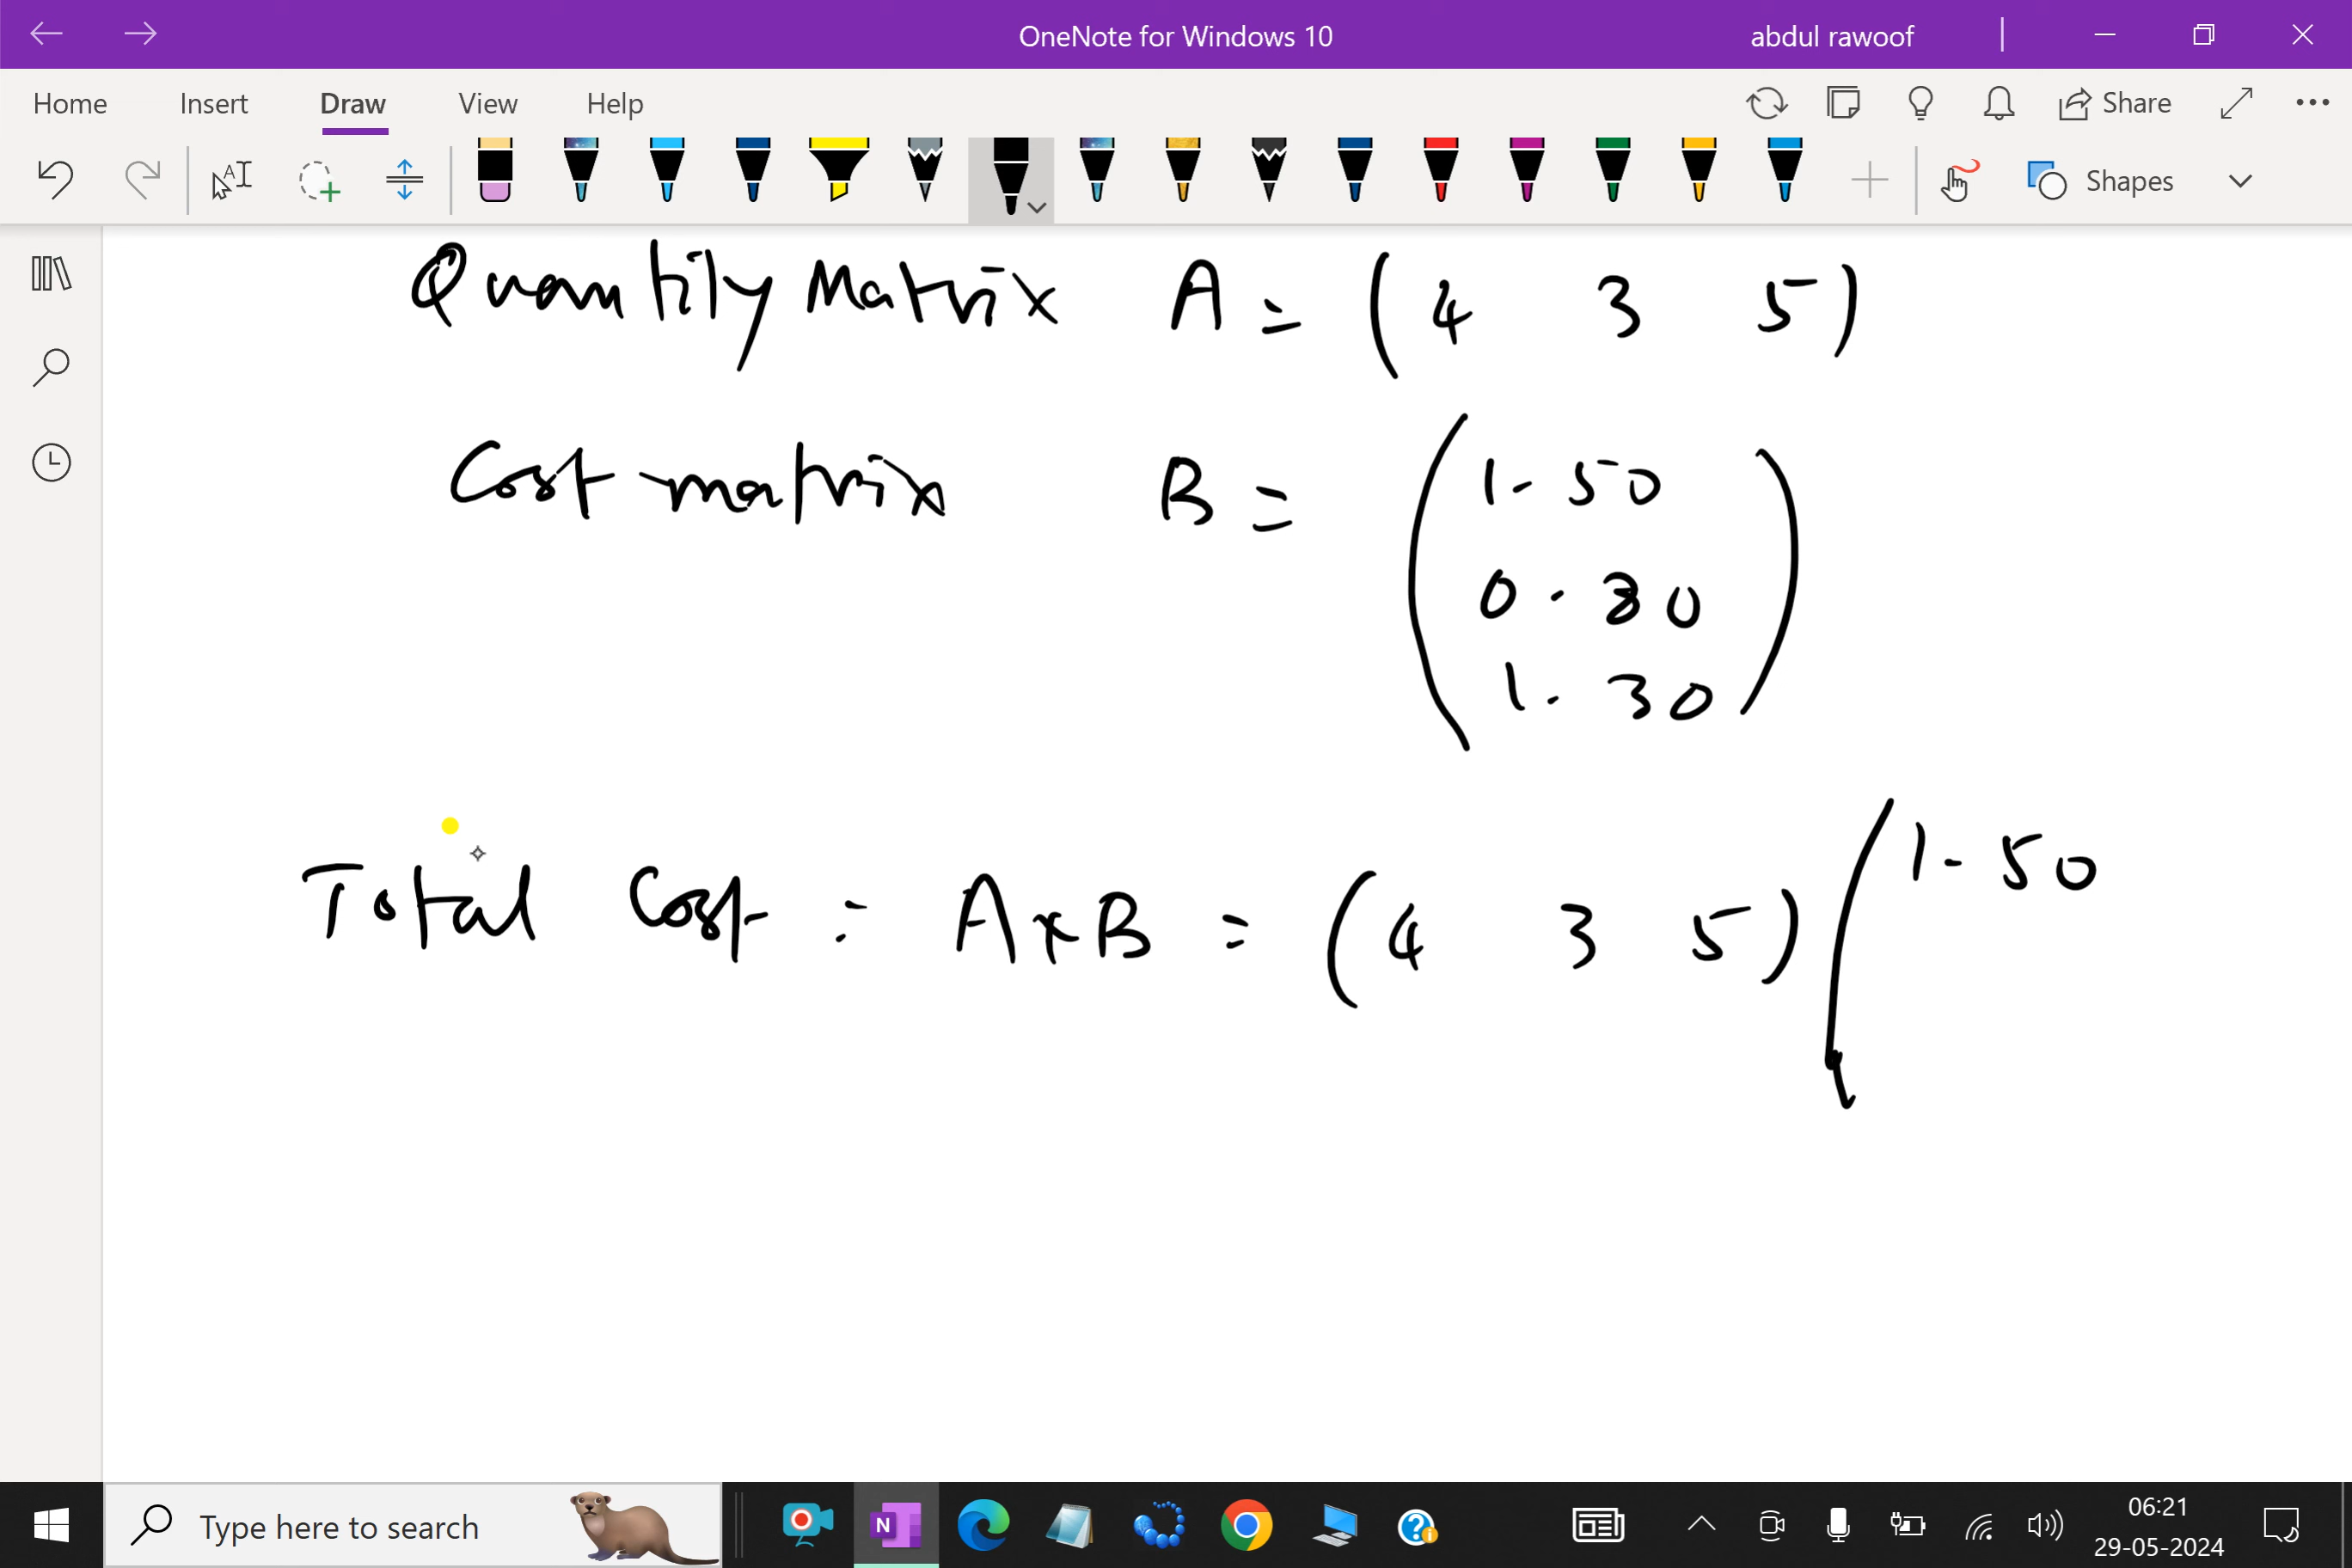 OneNote for Windows 10 abdul rawoof
Home Insert Draw View Help Share
Shapes
Quantity Matrix A = (4 3 5)
Cost matrix B = (1.50
0.80
1.30)
Total Cost = A×B = (4 3 5)(1.50
Type here to search 06:21
29-05-2024